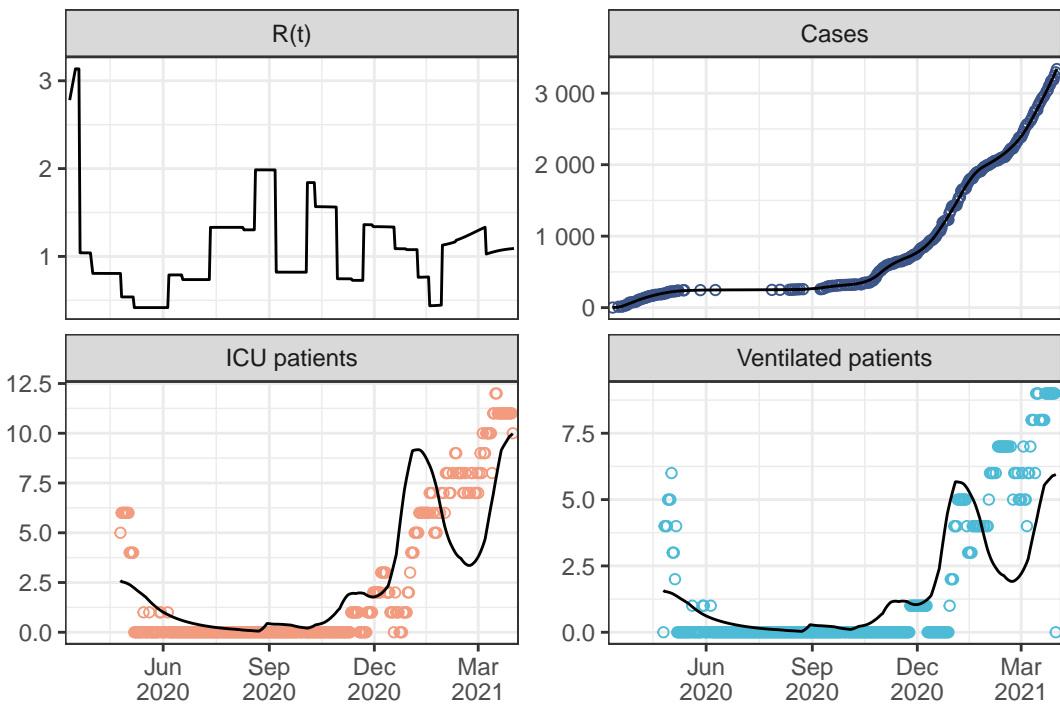 R(t)
Cases
3
2
1
3 000
2 000
1 000
0
ICU patients
Ventilated patients
12.5
10.0
7.5
5.0
2.5
0.0
7.5
5.0
2.5
0.0
Jun
2020
Sep
2020
Dec
2020
Mar
2021
Jun
2020
Sep
2020
Dec
2020
Mar
2021